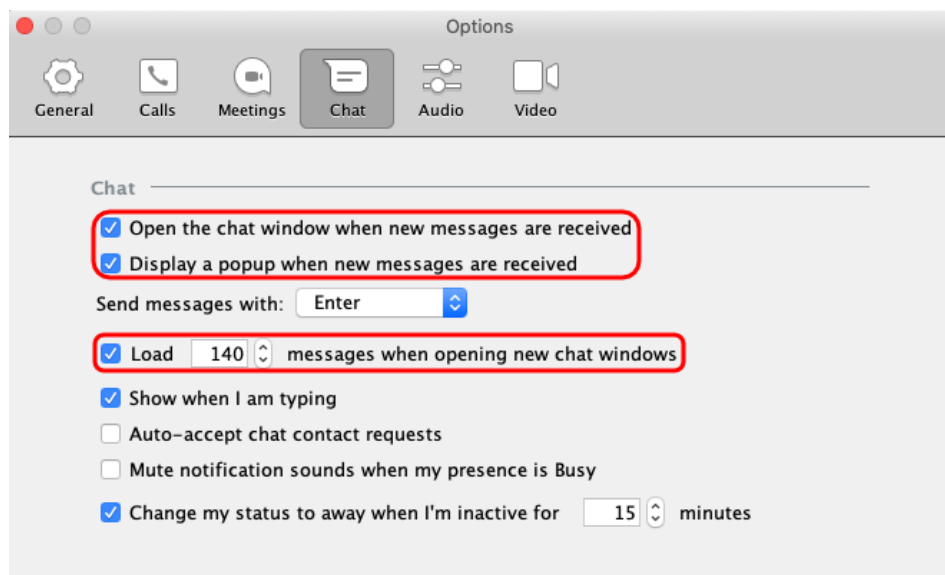 Options
General Calls Meetings Chat Audio Video
Chat
Open the chat window when new messages are received
Display a popup when new messages are received
Send messages with: Enter
Load 140 messages when opening new chat windows
Show when I am typing
Auto-accept chat contact requests
Mute notification sounds when my presence is Busy
Change my status to away when I'm inactive for 15 minutes